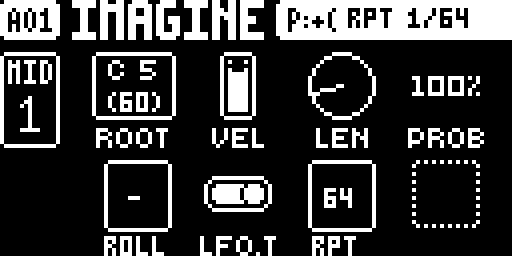 A01 IMAGINE P:+( RPT 1/64
MID C 5 100%
1 (60)
ROOT VEL LEN PROB
- 64
ROLL LFO.T RPT